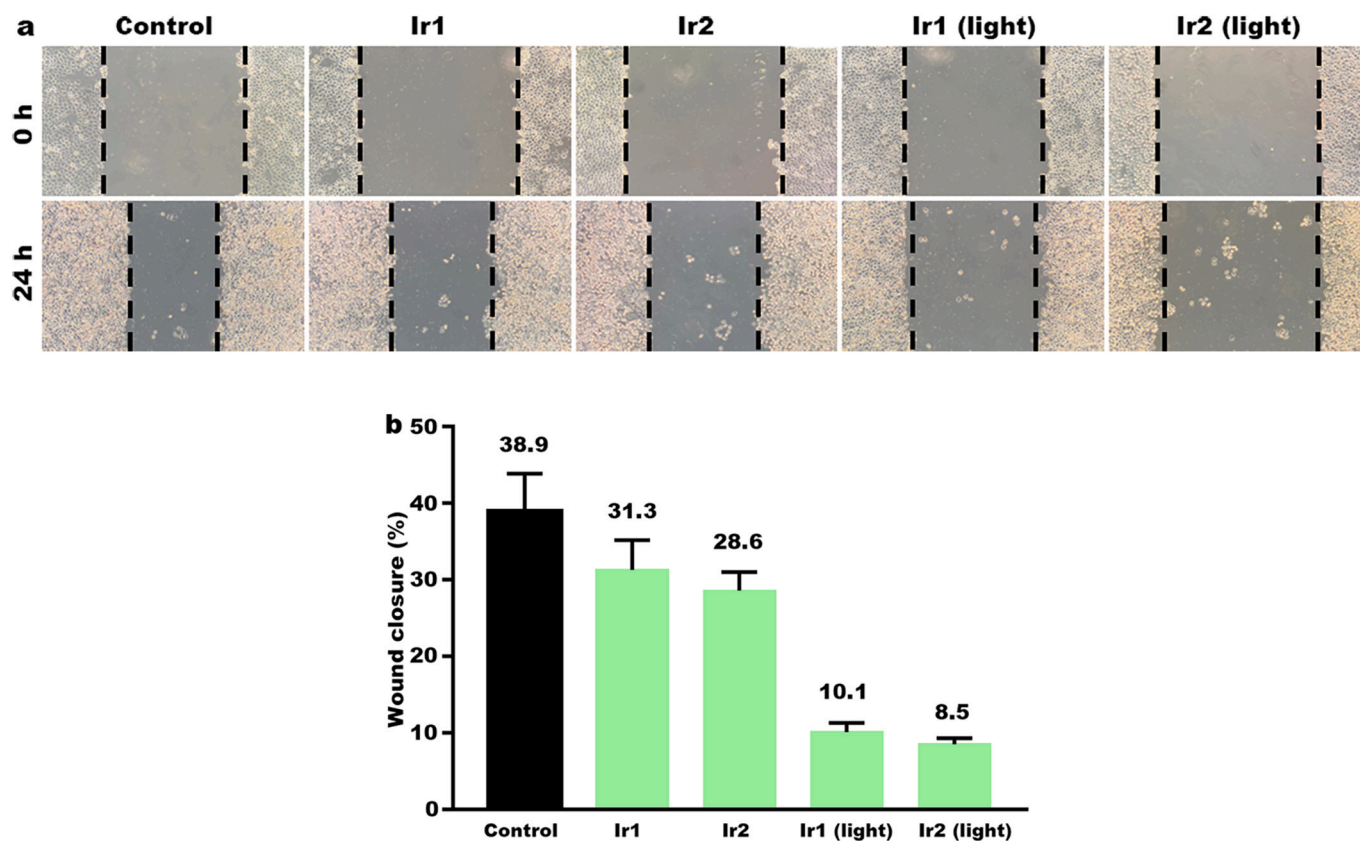 a
Control Ir1 Ir2 Ir1 (light) Ir2 (light)
0 h
24 h
b
Wound closure (%)
50
40
30
20
10
0
38.9
31.3
28.6
10.1
8.5
Control Ir1 Ir2 Ir1 (light) Ir2 (light)